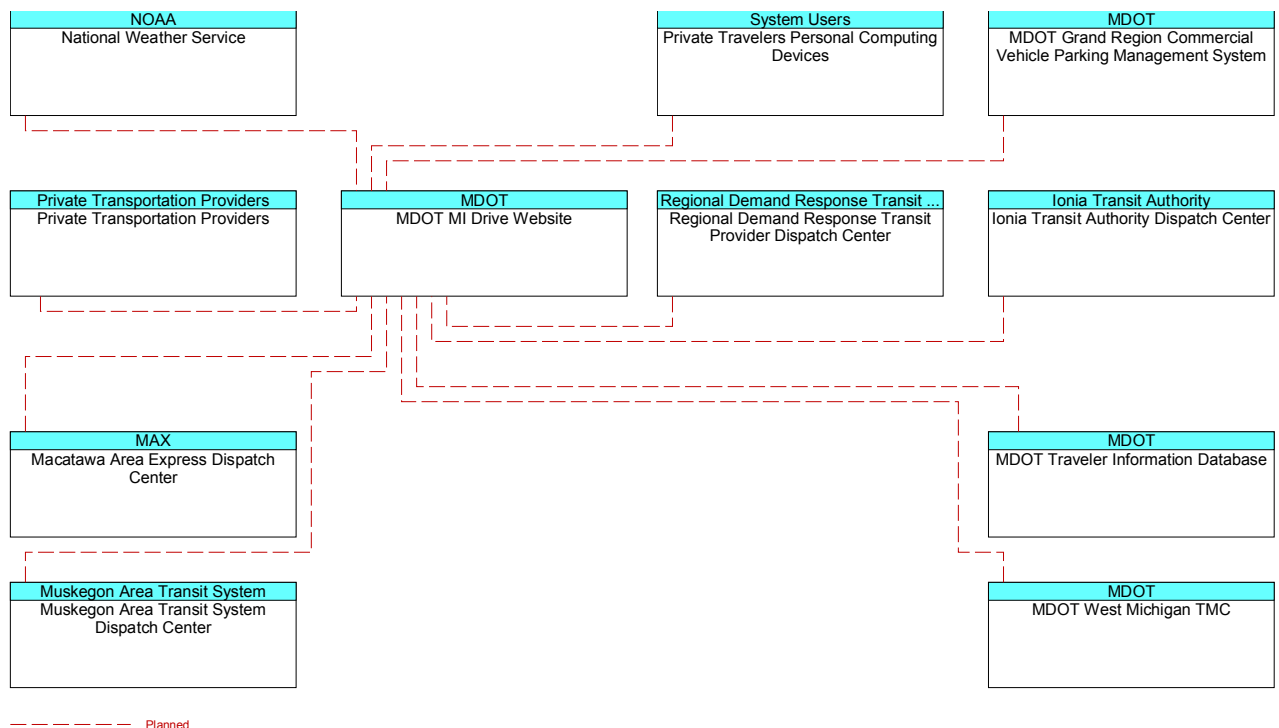 NOAA
National Weather Service
System Users
Private Travelers Personal Computing
Devices
MDOT
MDOT Grand Region Commercial
Vehicle Parking Management System
Private Transportation Providers
Private Transportation Providers
MDOT
MDOT MI Drive Website
Regional Demand Response Transit ...
Regional Demand Response Transit
Provider Dispatch Center
Ionia Transit Authority
Ionia Transit Authority Dispatch Center
MAX
Macatawa Area Express Dispatch
Center
MDOT
MDOT Traveler Information Database
Muskegon Area Transit System
Muskegon Area Transit System
Dispatch Center
MDOT
MDOT West Michigan TMC
Planned